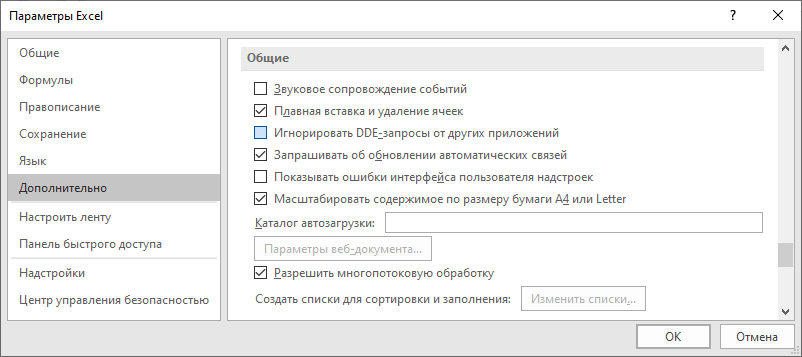 Параметры Excel
?
Общие
Формулы
Правописание
Сохранение
Язык
Дополнительно
Настроить ленту
Панель быстрого доступа
Надстройки
Центр управления безопасностью
Общие
Звуковое сопровождение событий
Плавная вставка и удаление ячеек
Игнорировать DDE-запросы от других приложений
Запрашивать об обновлении автоматических связей
Показывать ошибки интерфейса пользователя надстроек
Масштабировать содержимое по размеру бумаги A4 или Letter
Каталог автозагрузки:
Параметры веб-документа...
Разрешить многопотоковую обработку
Создать списки для сортировки и заполнения: Изменить списки...
ОК Отмена